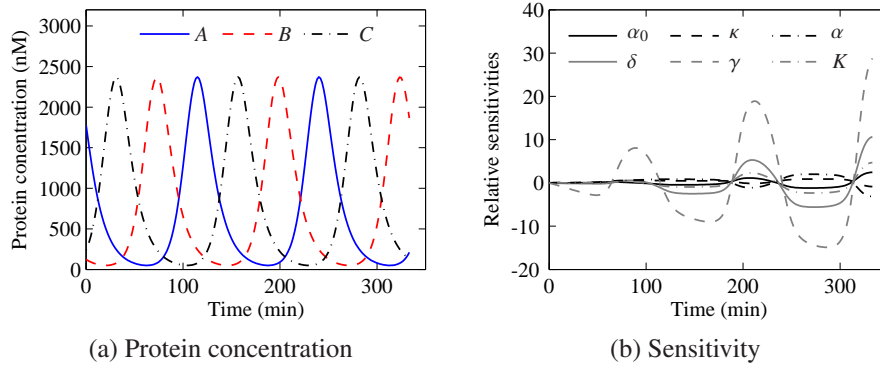 3000
2500
2000
1500
1000
500
0
Protein conentration (nM)
A B C
0 100 200 300
Time (min)
(a) Protein concentration
40
30
20
10
0
-10
-20
Relative sensitivities
α0 κ α
δ γ K
0 100 200 300
Time (min)
(b) Sensitivity